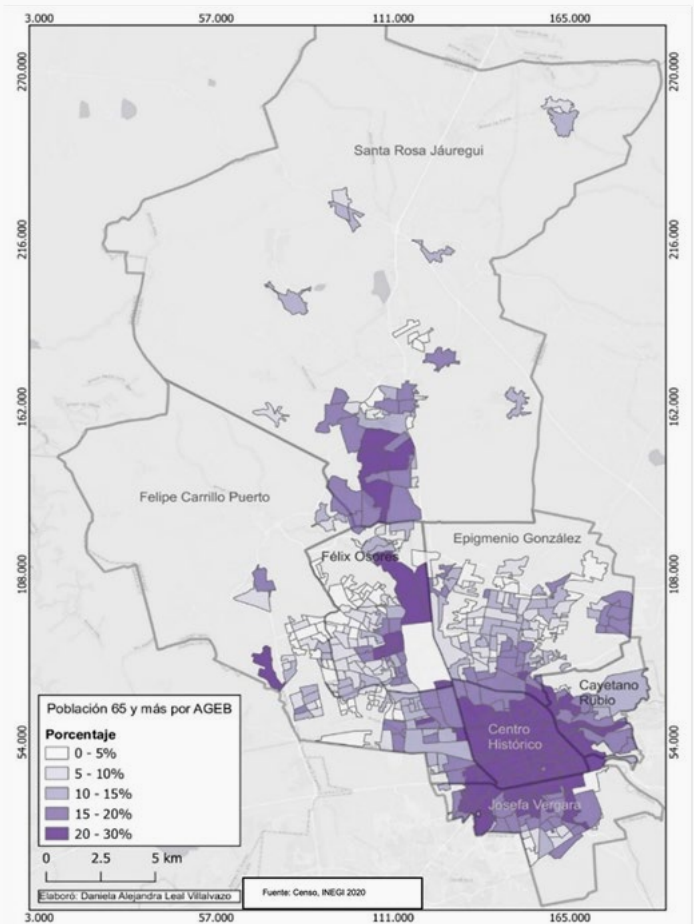 3.000 57.000 111.000 165.000
270.000 270.000
Santa Rosa Jáuregui
216.000 216.000
162.000 162.000
Felipe Carrillo Puerto
Epigmenio González
Félix Osores
108.000 108.000
Cayetano
Rubio
Población 65 y más por AGEB
Porcentaje
0 - 5%
5 - 10%
10 - 15%
15 - 20%
20 - 30%
Centro
Histórico
54.000 54.000
Josefa Vergara
0 2.5 5 km
Elaboró: Daniela Alejandra Leal Villalvazo
Fuente: Censo, INEGI 2020
3.000 57.000 111.000 165.000